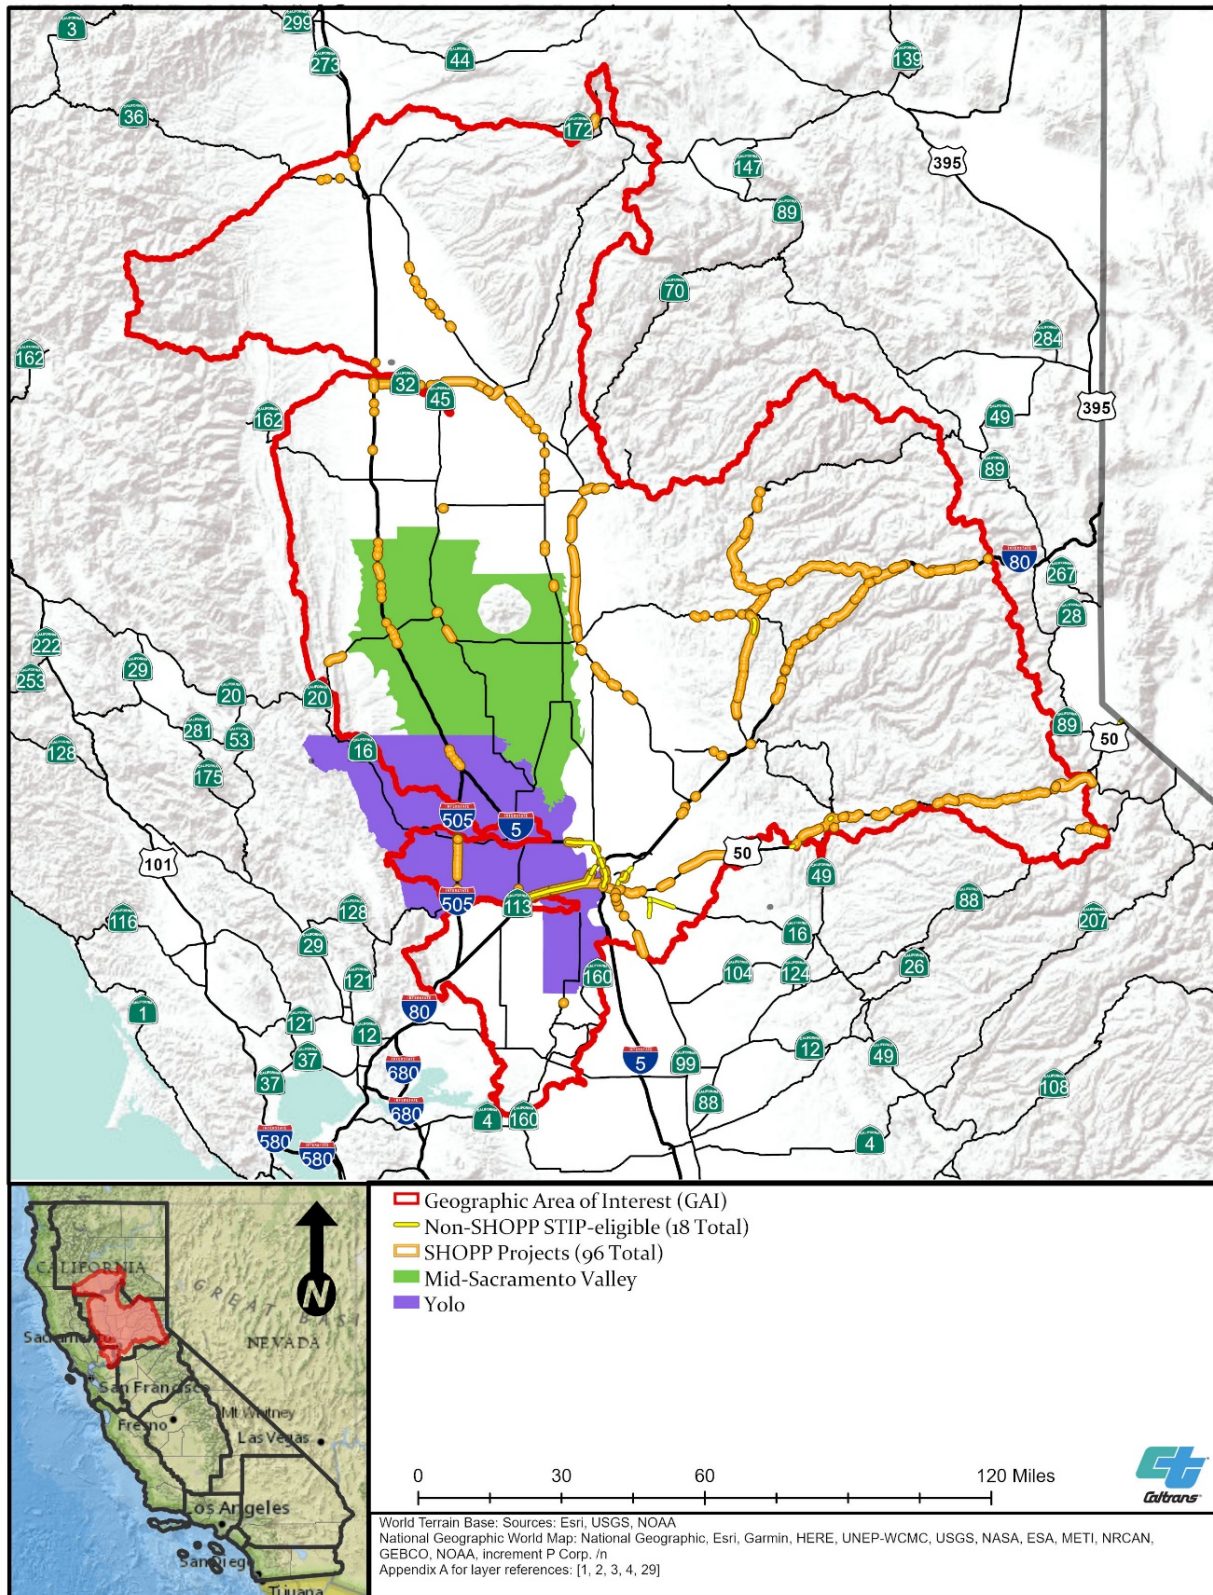 3
299
273
44
139
36
172
147
395
89
70
162
284
32
45
162
49
395
89
80
267
28
222
29
253
20
20
281
53
128
175
16
89
50
505
5
50
101
49
505
113
128
88
116
29
16
207
121
160
104
124
26
1
80
121
12
12
37
680
5
99
49
37
88
108
680
4
160
580
580
4
CALIFORNIA
GREAT BASI
Sacramento
NEVADA
San Francisco
Mt Whitney
Fresno
Las Vegas
Los Angeles
San Diego
Tijuana
N
Geographic Area of Interest (GAI)
Non-SHOPP STIP-eligible (18 Total)
SHOPP Projects (96 Total)
Mid-Sacramento Valley
Yolo
0 30 60 120 Miles
ct
Caltrans
World Terrain Base: Sources: Esri, USGS, NOAA
National Geographic World Map: National Geographic, Esri, Garmin, HERE, UNEP-WCMC, USGS, NASA, ESA, METI, NRCAN,
GEBCO, NOAA, increment P Corp. /n
Appendix A for layer references: [1, 2, 3, 4, 29]